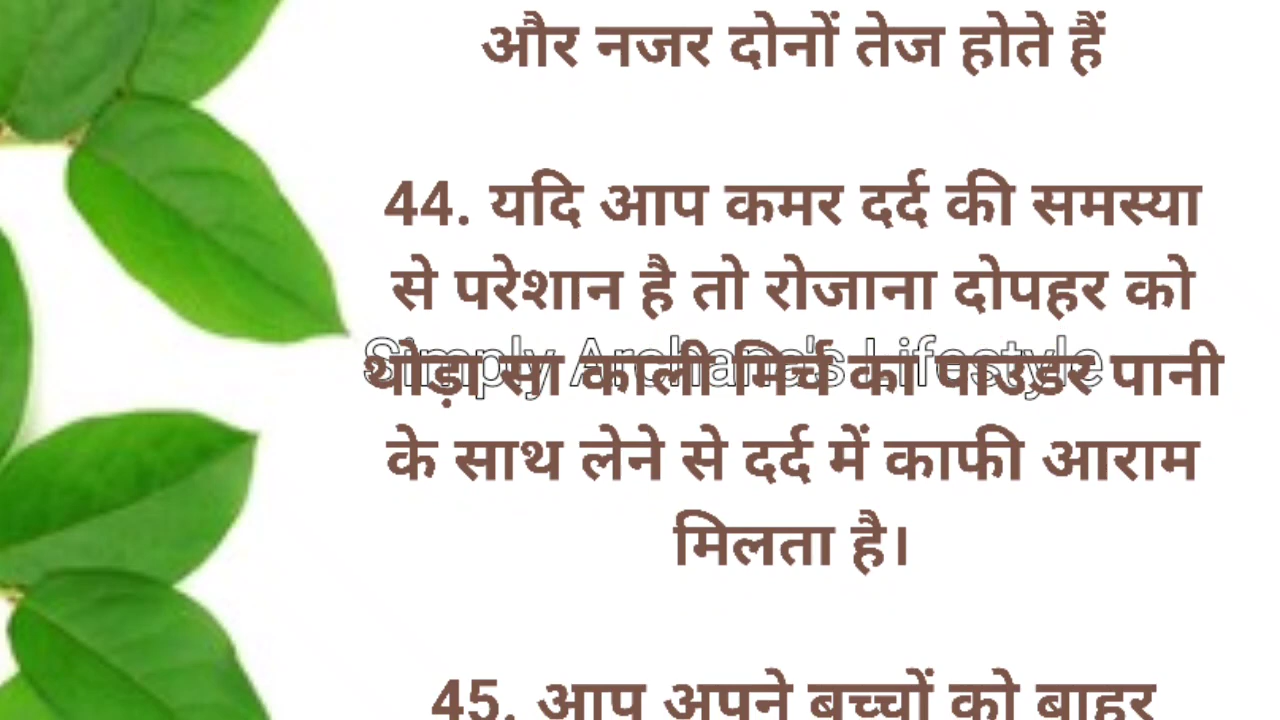 और नजर दोनों तेज होते हैं
44. यदि आप कमर दर्द की समस्या
से परेशान है तो रोजाना दोपहर को
थोड़ा सा काली मिर्च का पाउडर पानी
Simply Archana's Lifestyle
के साथ लेने से दर्द में काफी आराम
मिलता है।
45. आप अपने बच्चों को बाहर